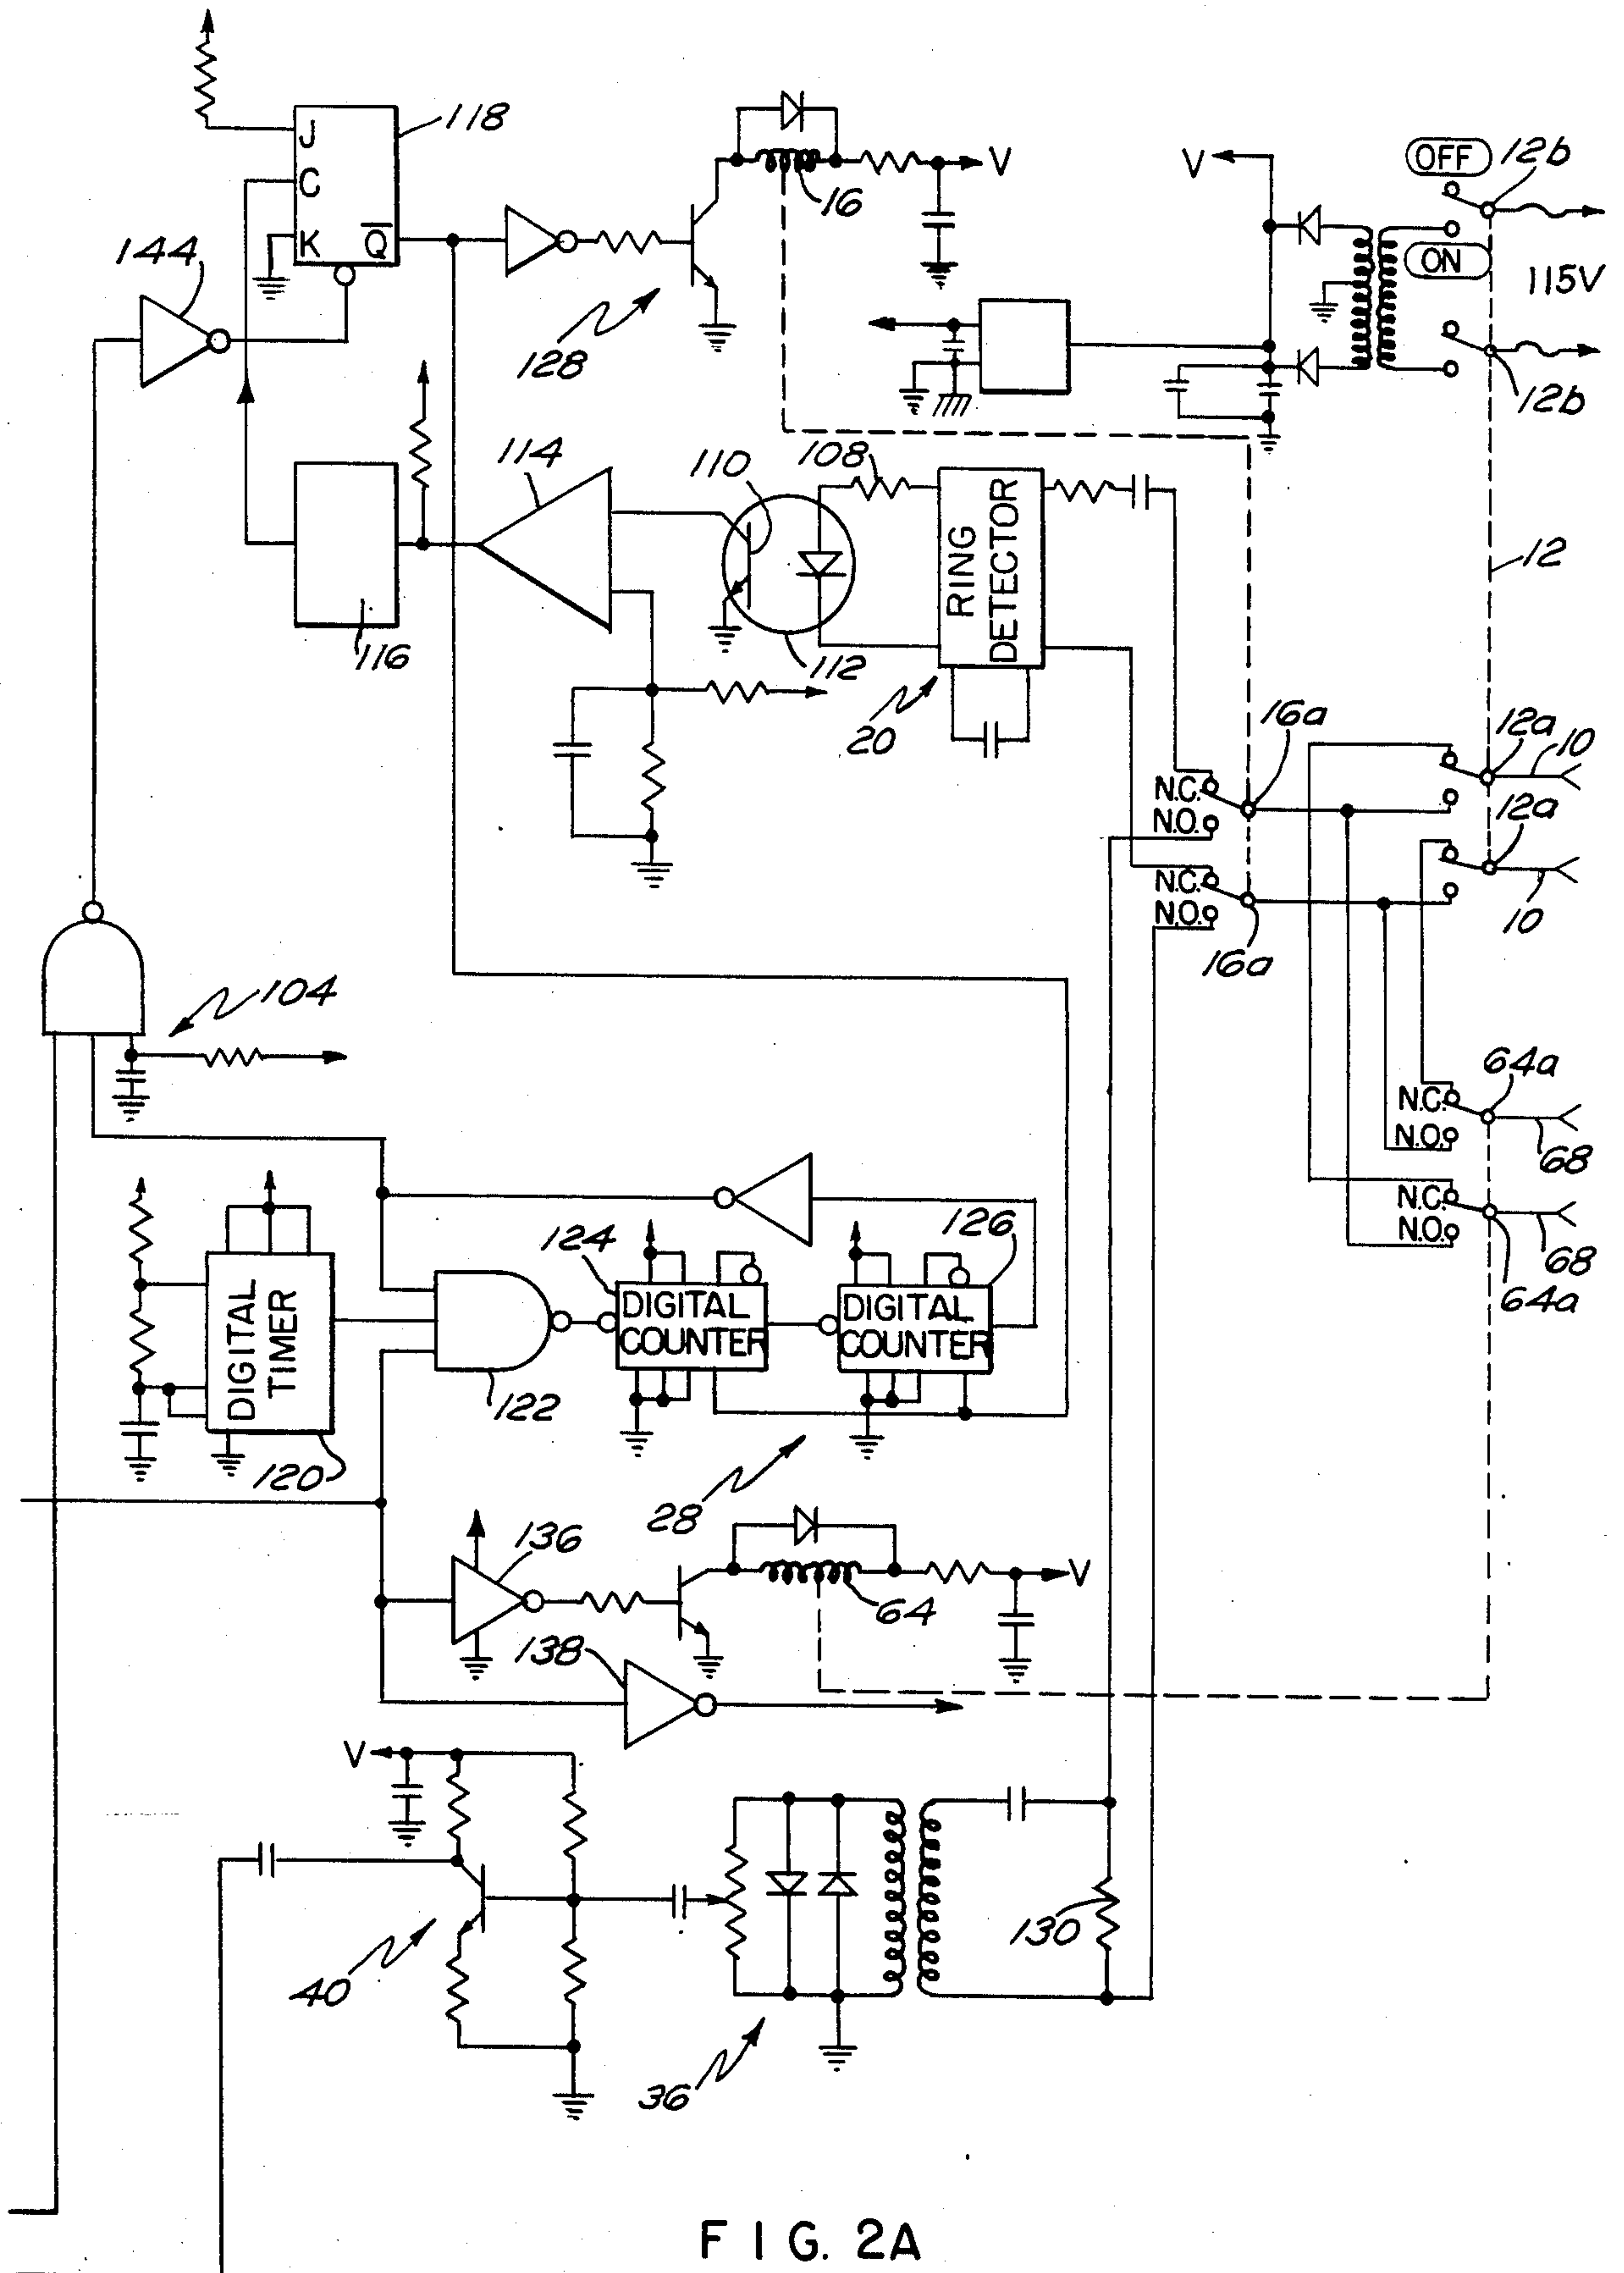 J
C
K
Q̅
118
144
16
V
128
V
OFF
12b
ON
115V
12b
12
114
110
108
112
116
RING
DETECTOR
20
16a
12a
10
N.C.
N.O.
12a
N.C.
N.O.
16a
10
104
64a
N.C.
N.O.
68
N.C.
N.O.
68
64a
124
126
DIGITAL
TIMER
DIGITAL
COUNTER
DIGITAL
COUNTER
122
120
28
136
V
64
138
V
130
40
36
FIG. 2A